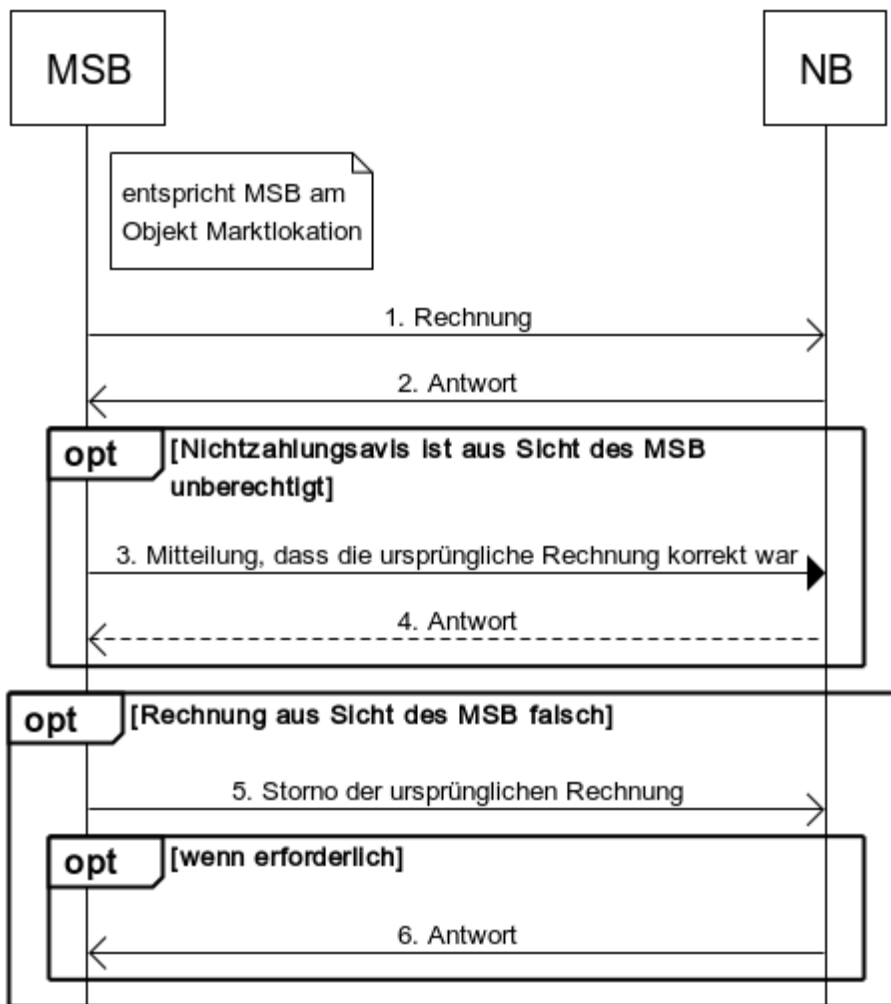 MSB
NB
entspricht MSB am
Objekt Marktlokation
1. Rechnung
2. Antwort
opt
[Nichtzahlungsavis ist aus Sicht des MSB
unberechtigt]
3. Mitteilung, dass die ursprüngliche Rechnung korrekt war
4. Antwort
opt
[Rechnung aus Sicht des MSB falsch]
5. Storno der ursprünglichen Rechnung
opt
[wenn erforderlich]
6. Antwort